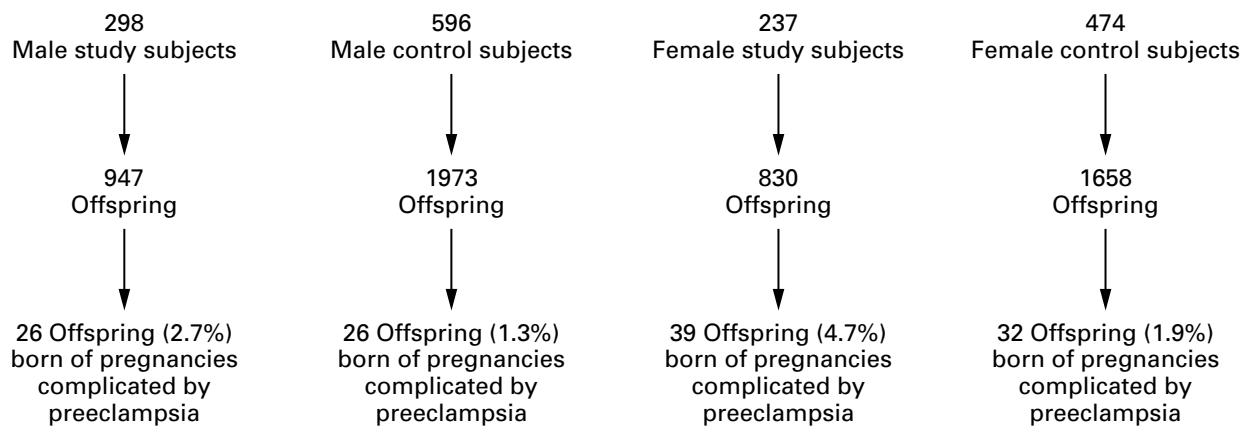 298
Male study subjects
596
Male control subjects
237
Female study subjects
474
Female control subjects
947
Offspring
1973
Offspring
830
Offspring
1658
Offspring
26 Offspring (2.7%)
born of pregnancies
complicated by
preeclampsia
26 Offspring (1.3%)
born of pregnancies
complicated by
preeclampsia
39 Offspring (4.7%)
born of pregnancies
complicated by
preeclampsia
32 Offspring (1.9%)
born of pregnancies
complicated by
preeclampsia